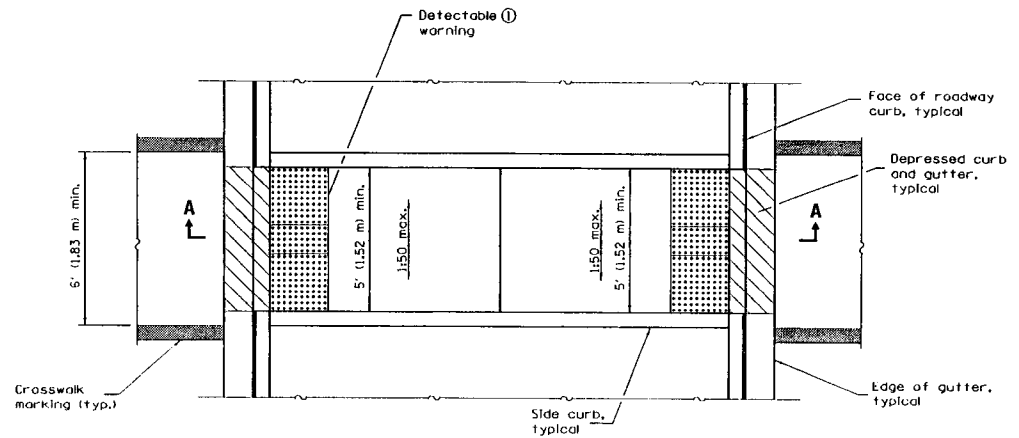 Detectable ①
warning
Face of roadway
curb, typical
Depressed curb
and gutter,
typical
6' (1.83 m) min.
A
5' (1.52 m) min.
1:50 max.
1:50 max.
5' (1.52 m) min.
A
Crosswalk
marking (typ.)
Side curb,
typical
Edge of gutter,
typical